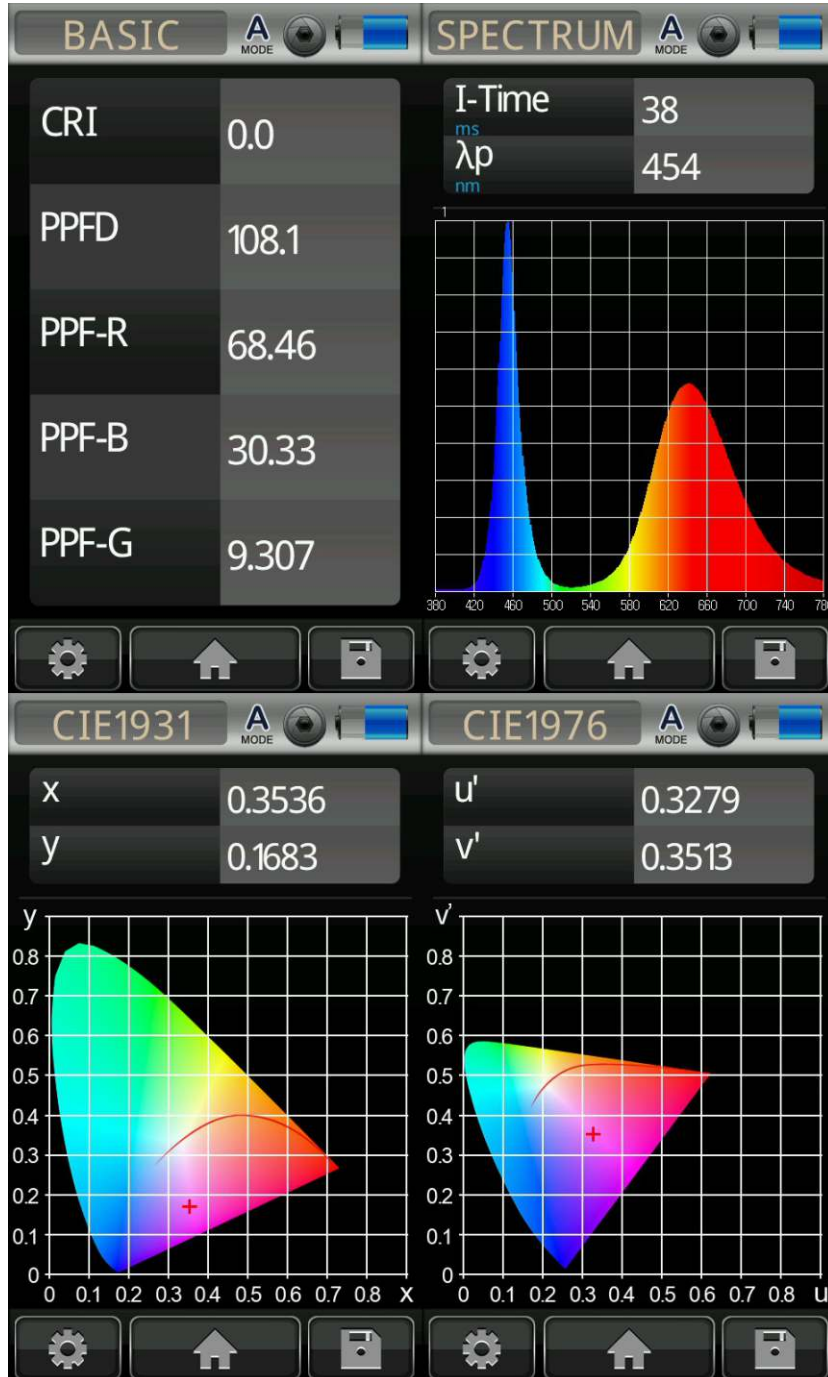 BASIC
A
MODE
CRI 0.0
PPFD 108.1
PPF-R 68.46
PPF-B 30.33
PPF-G 9.307
SPECTRUM
A
MODE
I-Time
ms
38
λp
nm
454
1
380 420 460 500 540 580 620 660 700 740 780
CIE1931
A
MODE
x 0.3536
y 0.1683
y
0.8
0.7
0.6
0.5
0.4
0.3
0.2
0.1
0
0 0.1 0.2 0.3 0.4 0.5 0.6 0.7 0.8 x
CIE1976
A
MODE
u' 0.3279
v' 0.3513
v'
0.8
0.7
0.6
0.5
0.4
0.3
0.2
0.1
0
0 0.1 0.2 0.3 0.4 0.5 0.6 0.7 0.8 u